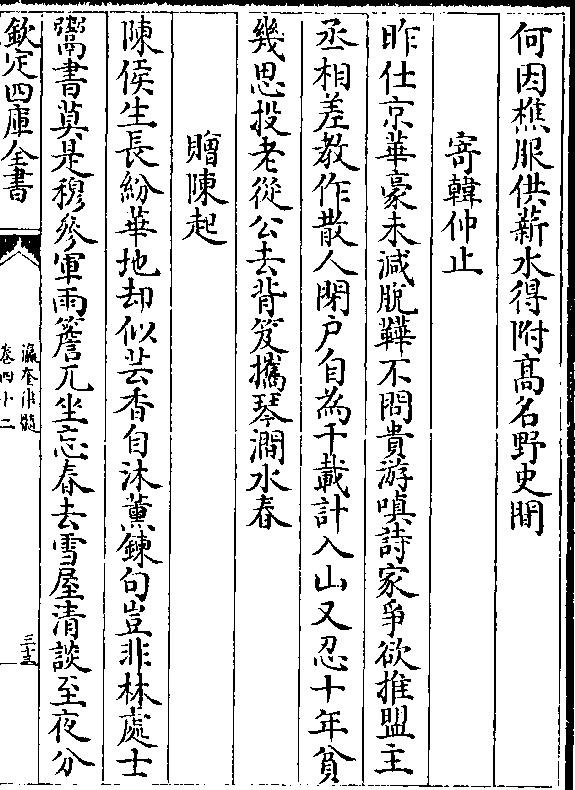 何因樵服供薪水得附髙名野史間
寄韓仲止
昨仕京華豪未減脫鞾不問貴游嗔詩家爭欲推盟主
丞相差教作散人閉户自為千載計入山又忍十年貧
幾思投老從公去背笈攜琴澗水春
贈陳起
陳侯生長紛華地却似芸香自沐薰鍊句豈非林處士
鬻書莫是穆參軍雨簷兀坐忘春去雪屋清談至夜分
欽定四庫全書
瀛奎律髓
卷四十二
三十五